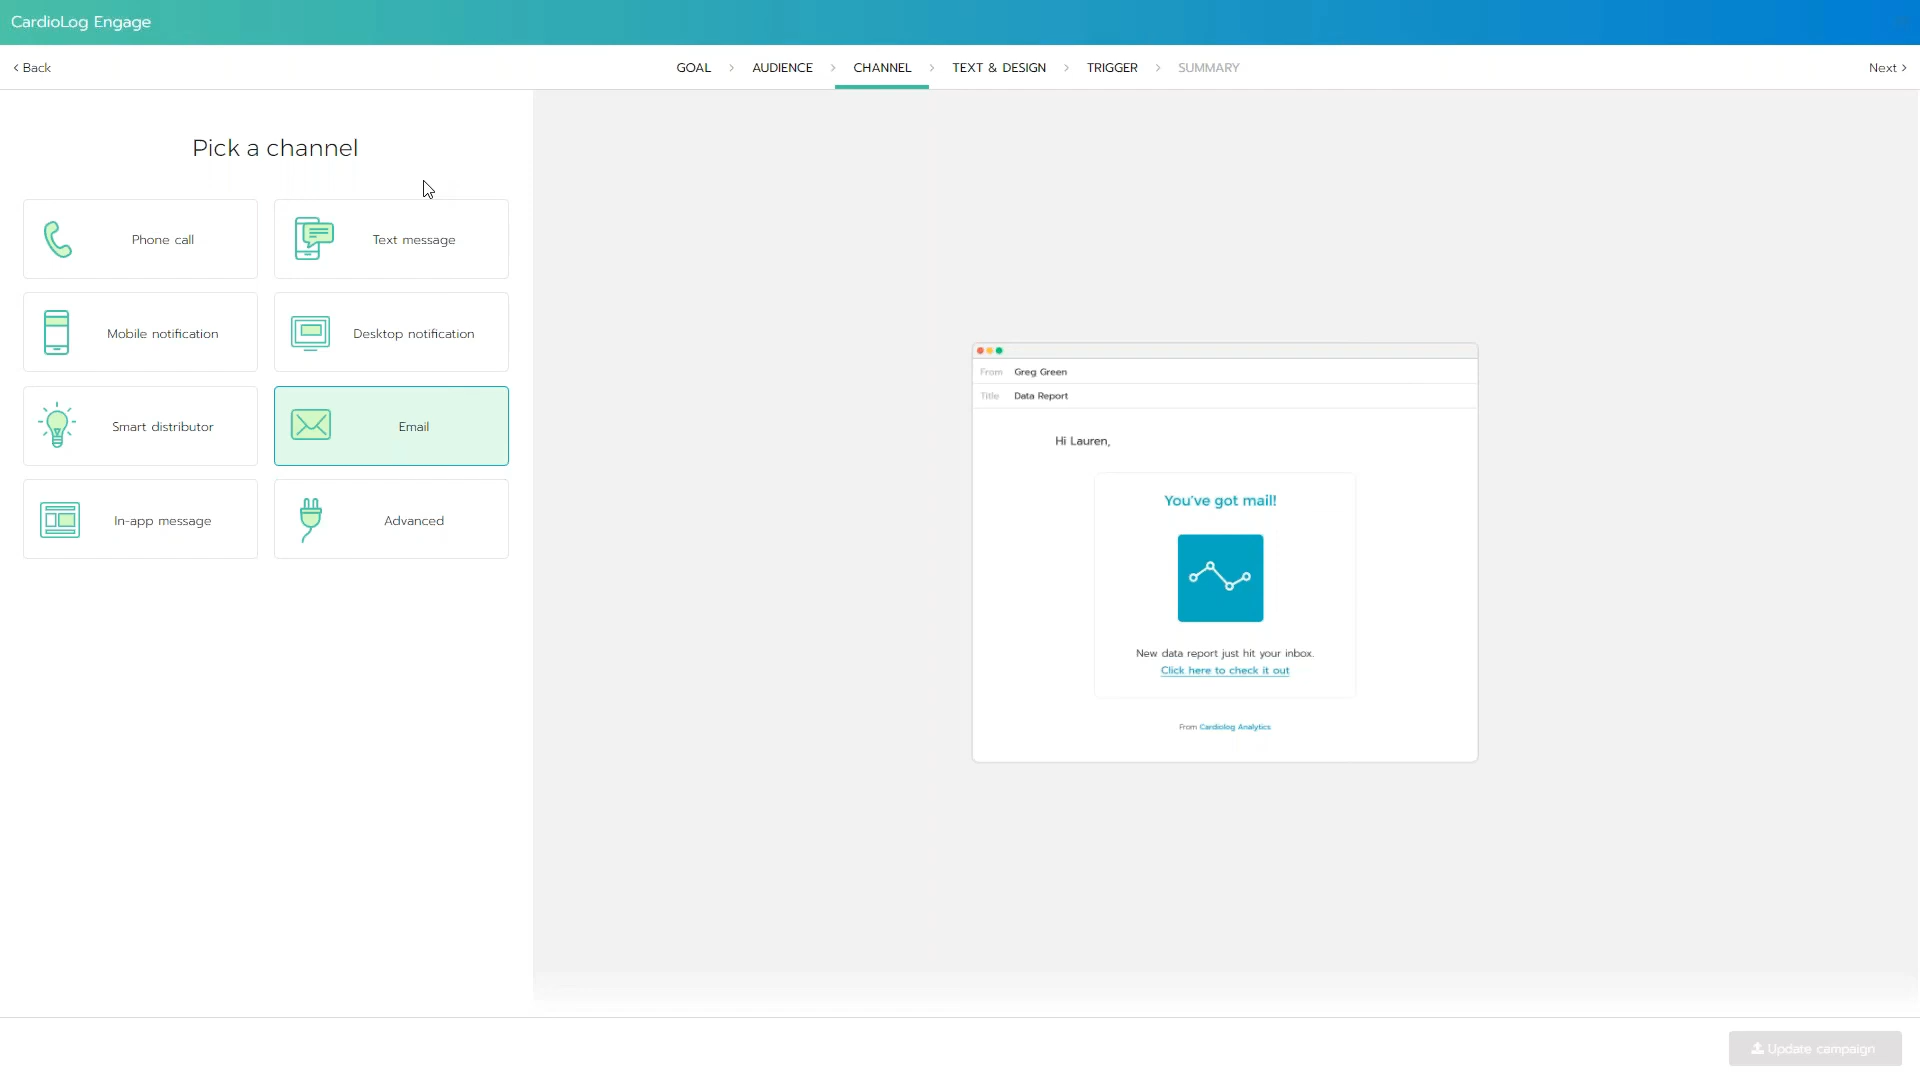 CardioLog Engage
Back
GOAL
AUDIENCE
CHANNEL
TEXT & DESIGN
TRIGGER
SUMMARY
Next
Pick a channel
Phone call
Text message
Mobile notification
Desktop notification
Smart distributor
Email
In-app message
Advanced
From Greg Green
Title Data Report
Hi Lauren,
You've got mail!
New data report just hit your inbox.
Click here to check it out
From Cardiolog Analytics
Update campaign